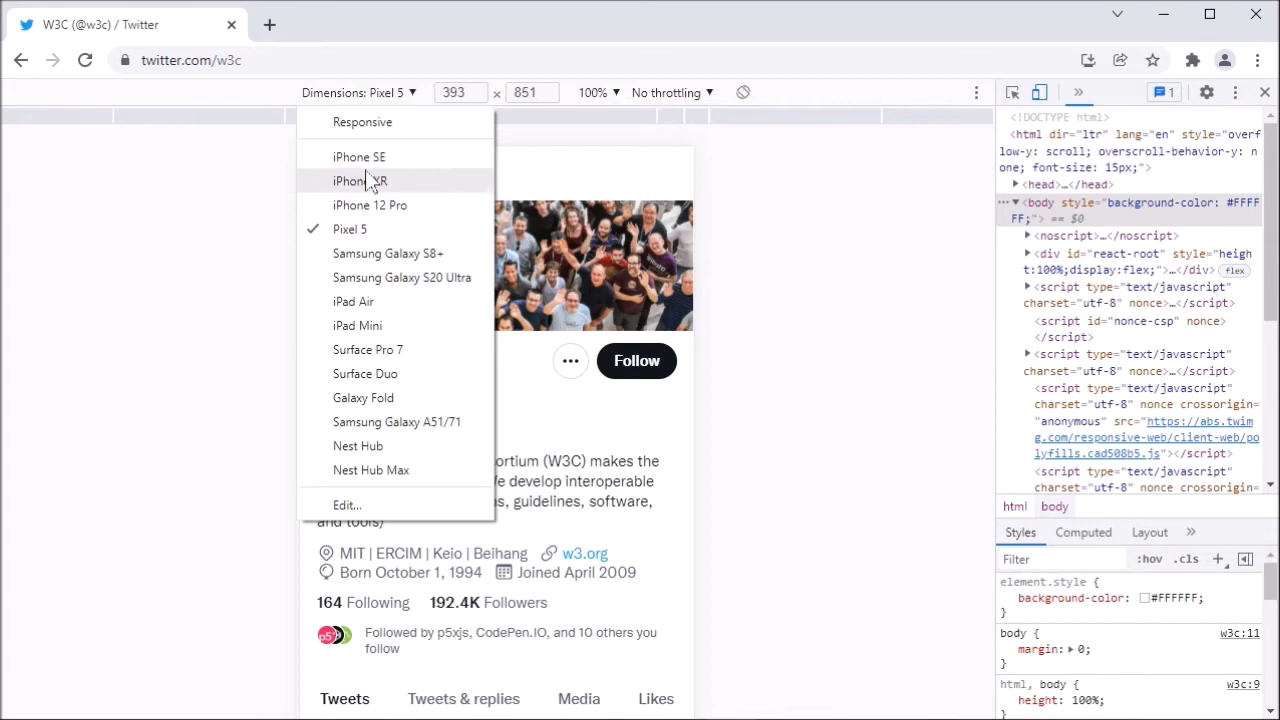 W3C (@w3c) / Twitter
twitter.com/w3c
Dimensions: Pixel 5 ▼ 393 × 851 100% ▼ No throttling ▼
Responsive
iPhone SE
iPhone XR
iPhone 12 Pro
Pixel 5
Samsung Galaxy S8+
Samsung Galaxy S20 Ultra
iPad Air
iPad Mini
Surface Pro 7
Surface Duo
Galaxy Fold
Samsung Galaxy A51/71
Nest Hub
Nest Hub Max
Edit...
Follow
ortium (W3C) makes the
e develop interoperable
s, guidelines, software,
and tools)
MIT | ERCIM | Keio | Beihang w3.org
Born October 1, 1994 Joined April 2009
164 Following 192.4K Followers
p5
Followed by p5xjs, CodePen.IO, and 10 others you
follow
Tweets Tweets & replies Media Likes
1
<!DOCTYPE html>
<html dir="ltr" lang="en" style="overfl
ow-y: scroll; overscroll-behavior-y: n
one; font-size: 15px;">
<head>…</head>
<body style="background-color: #FFFF
FF;"> == $0
<noscript>…</noscript>
<div id="react-root" style="heigh
t:100%;display:flex;">…</div> flex
<script type="text/javascript"
charset="utf-8" nonce>…</script>
<script id="nonce-csp" nonce>
</script>
<script type="text/javascript"
charset="utf-8" nonce>…</script>
<script type="text/javascript"
charset="utf-8" nonce crossorigin=
"anonymous" src="https://abs.twim
g.com/responsive-web/client-web/po
lyfills.cad508b5.js"></script>
<script type="text/javascript"
charset="utf-8" nonce crossorigin=
html body
Styles Computed Layout
Filter :hov .cls +
element.style {
background-color: #FFFFFF;
}
body { w3c:11
margin: 0;
}
html, body { w3c:9
height: 100%;